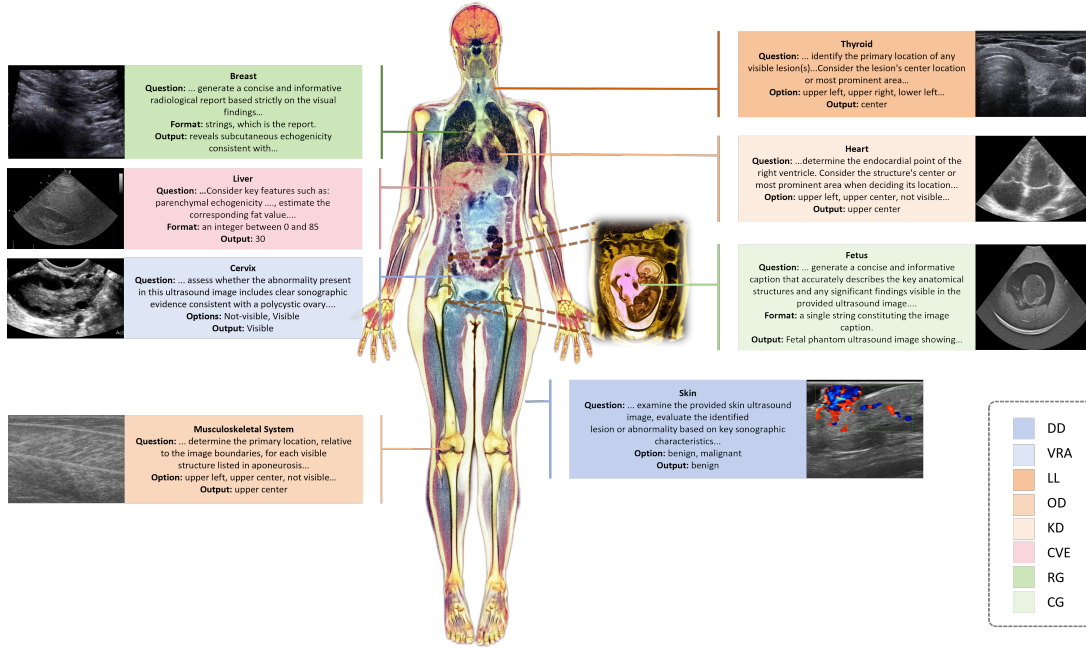 Breast
Question: ... generate a concise and informative
radiological report based strictly on the visual
findings...
Format: strings, which is the report.
Output: reveals subcutaneous echogenicity
consistent with...
Liver
Question: ...Consider key features such as:
parenchymal echogenicity ...., estimate the
corresponding fat value....
Format: an integer between 0 and 85
Output: 30
Cervix
Question: ... assess whether the abnormality present
in this ultrasound image includes clear sonographic
evidence consistent with a polycystic ovary....
Options: Not-visible, Visible
Output: Visible
Musculoskeletal System
Question: ... determine the primary location, relative
to the image boundaries, for each visible
structure listed in aponeurosis...
Option: upper left, upper center, not visible...
Output: upper center
Thyroid
Question: ... identify the primary location of any
visible lesion(s)...Consider the lesion's center location
or most prominent area...
Option: upper left, upper right, lower left...
Output: center
Heart
Question: ...determine the endocardial point of the
right ventricle. Consider the structure's center or
most prominent area when deciding its location...
Option: upper left, upper center, not visible...
Output: upper center
Fetus
Question: ... generate a concise and informative
caption that accurately describes the key anatomical
structures and any significant findings visible in
the provided ultrasound image....
Format: a single string constituting the image
caption.
Output: Fetal phantom ultrasound image showing...
Skin
Question: ... examine the provided skin ultrasound
image, evaluate the identified
lesion or abnormality based on key sonographic
characteristics...
Option: benign, malignant
Output: benign
DD
VRA
LL
OD
KD
CVE
RG
CG